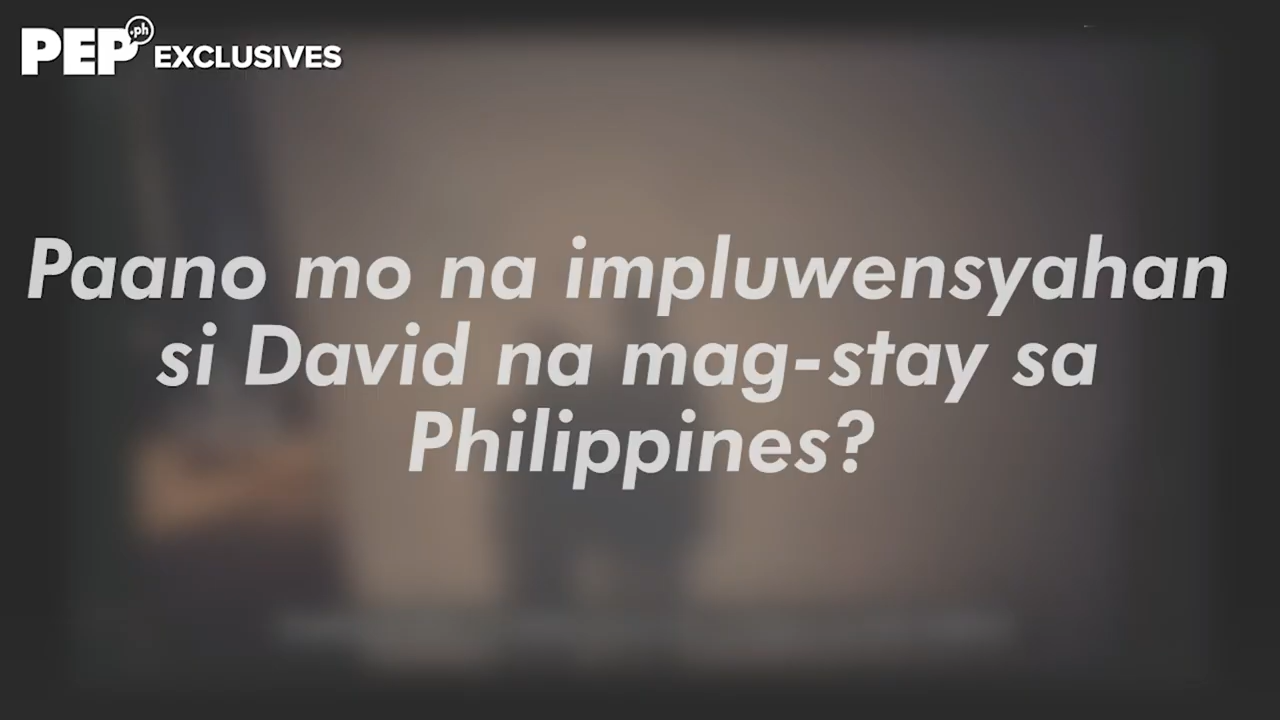 PEP.ph EXCLUSIVES
Paano mo na impluwensyahan
si David na mag-stay sa
Philippines?